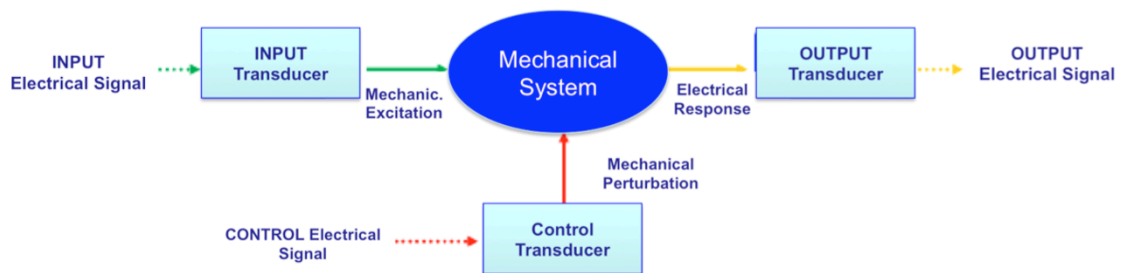 INPUT
Electrical Signal
INPUT
Transducer
Mechanic.
Excitation
Mechanical
System
Electrical
Response
OUTPUT
Transducer
OUTPUT
Electrical Signal
Mechanical
Perturbation
CONTROL Electrical
Signal
Control
Transducer